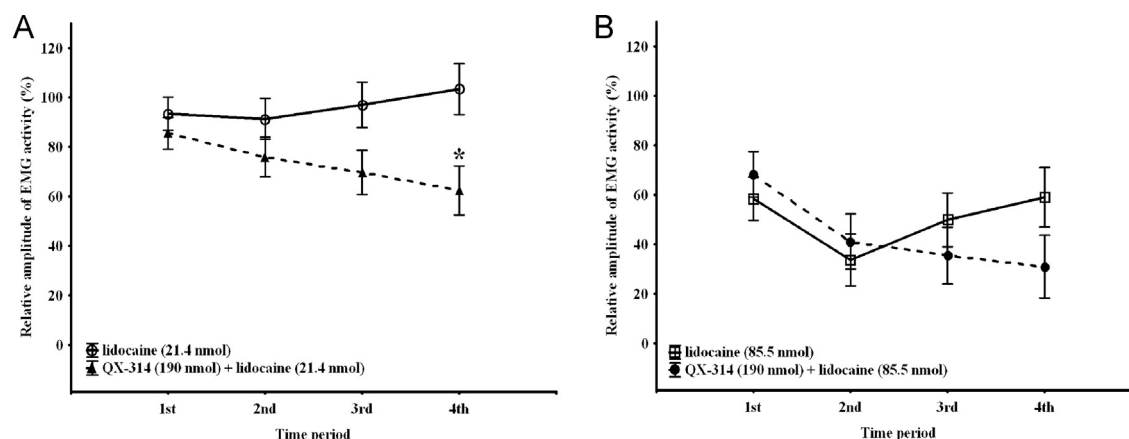 A
Relative amplitude of EMG activity (%)
120
100
80
60
40
20
0
*
lidocaine (21.4 nmol)
QX-314 (190 nmol) + lidocaine (21.4 nmol)
1st 2nd 3rd 4th
Time period
B
Relative amplitude of EMG activity (%)
120
100
80
60
40
20
0
lidocaine (85.5 nmol)
QX-314 (190 nmol) + lidocaine (85.5 nmol)
1st 2nd 3rd 4th
Time period